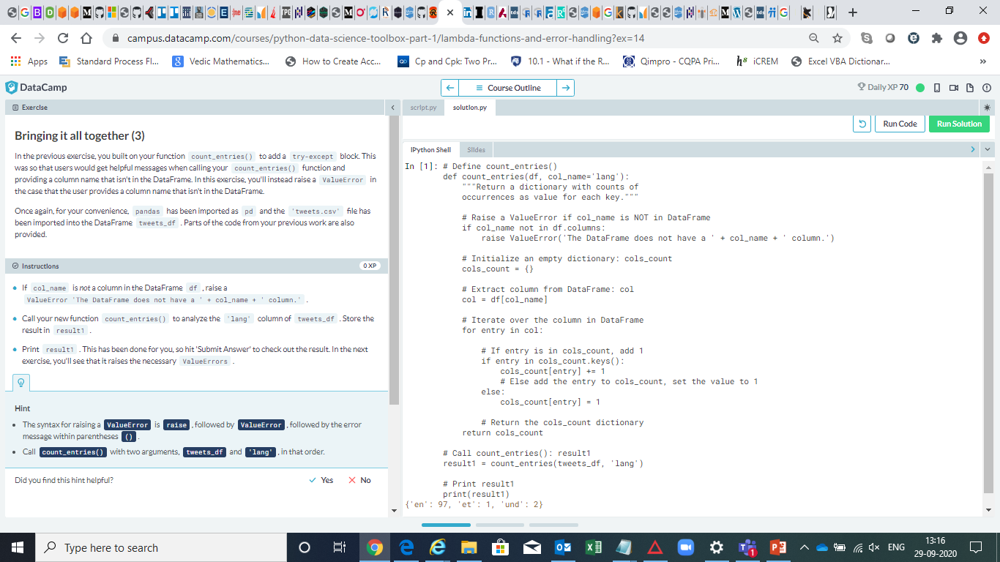 campus.datacamp.com/courses/python-data-science-toolbox-part-1/lambda-functions-and-error-handling?ex=14
Apps Standard Process Fl... Vedic Mathematics... How to Create Acc... Cp and Cpk: Two Pr... 10.1 - What if the R... Qimpro - CQPA Pri... iCREM Excel VBA Dictionar... »
DataCamp
Course Outline
Daily XP 70
Exercise
script.py solution.py
Bringing it all together (3)
Run Code Run Solution
In the previous exercise, you built on your function count_entries() to add a try-except block. This
was so that users would get helpful messages when calling your count_entries() function and
providing a column name that isn't in the DataFrame. In this exercise, you'll instead raise a ValueError in
the case that the user provides a column name that isn't in the DataFrame.
Once again, for your convenience, pandas has been imported as pd and the 'tweets.csv' file has
been imported into the DataFrame tweets_df . Parts of the code from your previous work are also
provided.
Instructions 0 XP
If col_name is not a column in the DataFrame df , raise a
ValueError 'The DataFrame does not have a ' + col_name + ' column.' .
Call your new function count_entries() to analyze the 'lang' column of tweets_df . Store the
result in result1 .
Print result1 . This has been done for you, so hit 'Submit Answer' to check out the result. In the next
exercise, you'll see that it raises the necessary ValueErrors .
Hint
The syntax for raising a ValueError is raise , followed by ValueError , followed by the error
message within parentheses () .
Call count_entries() with two arguments, tweets_df and 'lang' , in that order.
Did you find this hint helpful? Yes No
IPython Shell Slides
In [1]: # Define count_entries()
def count_entries(df, col_name='lang'):
"""Return a dictionary with counts of
occurrences as value for each key."""
# Raise a ValueError if col_name is NOT in DataFrame
if col_name not in df.columns:
raise ValueError('The DataFrame does not have a ' + col_name + ' column.')
# Initialize an empty dictionary: cols_count
cols_count = {}
# Extract column from DataFrame: col
col = df[col_name]
# Iterate over the column in DataFrame
for entry in col:
# If entry is in cols_count, add 1
if entry in cols_count.keys():
cols_count[entry] += 1
# Else add the entry to cols_count, set the value to 1
else:
cols_count[entry] = 1
# Return the cols_count dictionary
return cols_count
# Call count_entries(): result1
result1 = count_entries(tweets_df, 'lang')
# Print result1
print(result1)
{'en': 97, 'et': 1, 'und': 2}
Type here to search
ENG
13:16
29-09-2020